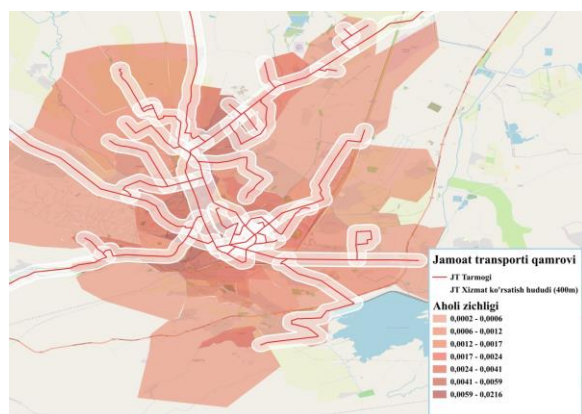 Jamoat transporti qamrovi
JT Tarmogi
JT Xizmat ko'rsatish hududi (400m)
Aholi zichligi
0,0002 - 0,0006
0,0006 - 0,0012
0,0012 - 0,0017
0,0017 - 0,0024
0,0024 - 0,0041
0,0041 - 0,0059
0,0059 - 0,0216